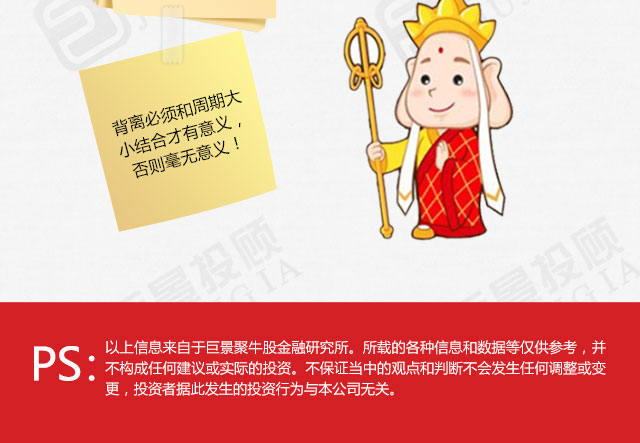 背离必须和周期大
小结合才有意义，
否则毫无意义！
PS：
以上信息来自于巨景聚牛股金融研究所。所载的各种信息和数据等仅供参考，并
不构成任何建议或实际的投资。不保证当中的观点和判断不会发生任何调整或变
更，投资者据此发生的投资行为与本公司无关。